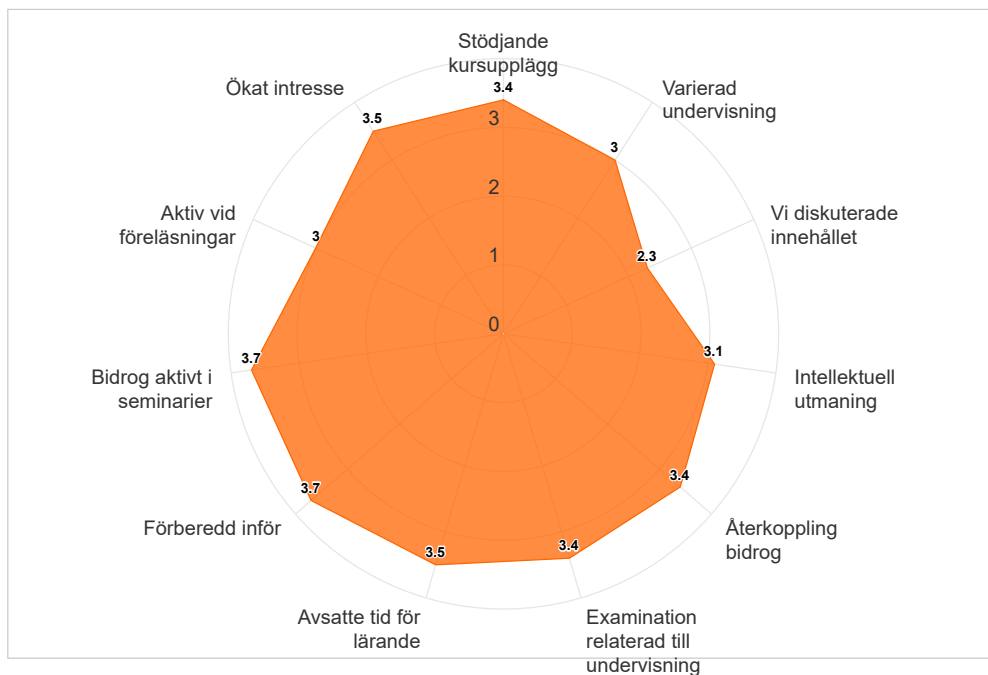 Stödjande
kursupplägg
3.4
Ökat intresse
3.5
Varierad
undervisning
3
3
2
1
0
Aktiv vid
föreläsningar
3
Vi diskuterade
innehållet
2.3
Bidrog aktivt i
seminarier
3.7
Intellektuell
utmaning
3.1
Förberedd inför
3.7
Återkoppling
bidrog
3.4
Avsatte tid för
lärande
3.5
Examination
relaterad till
undervisning
3.4